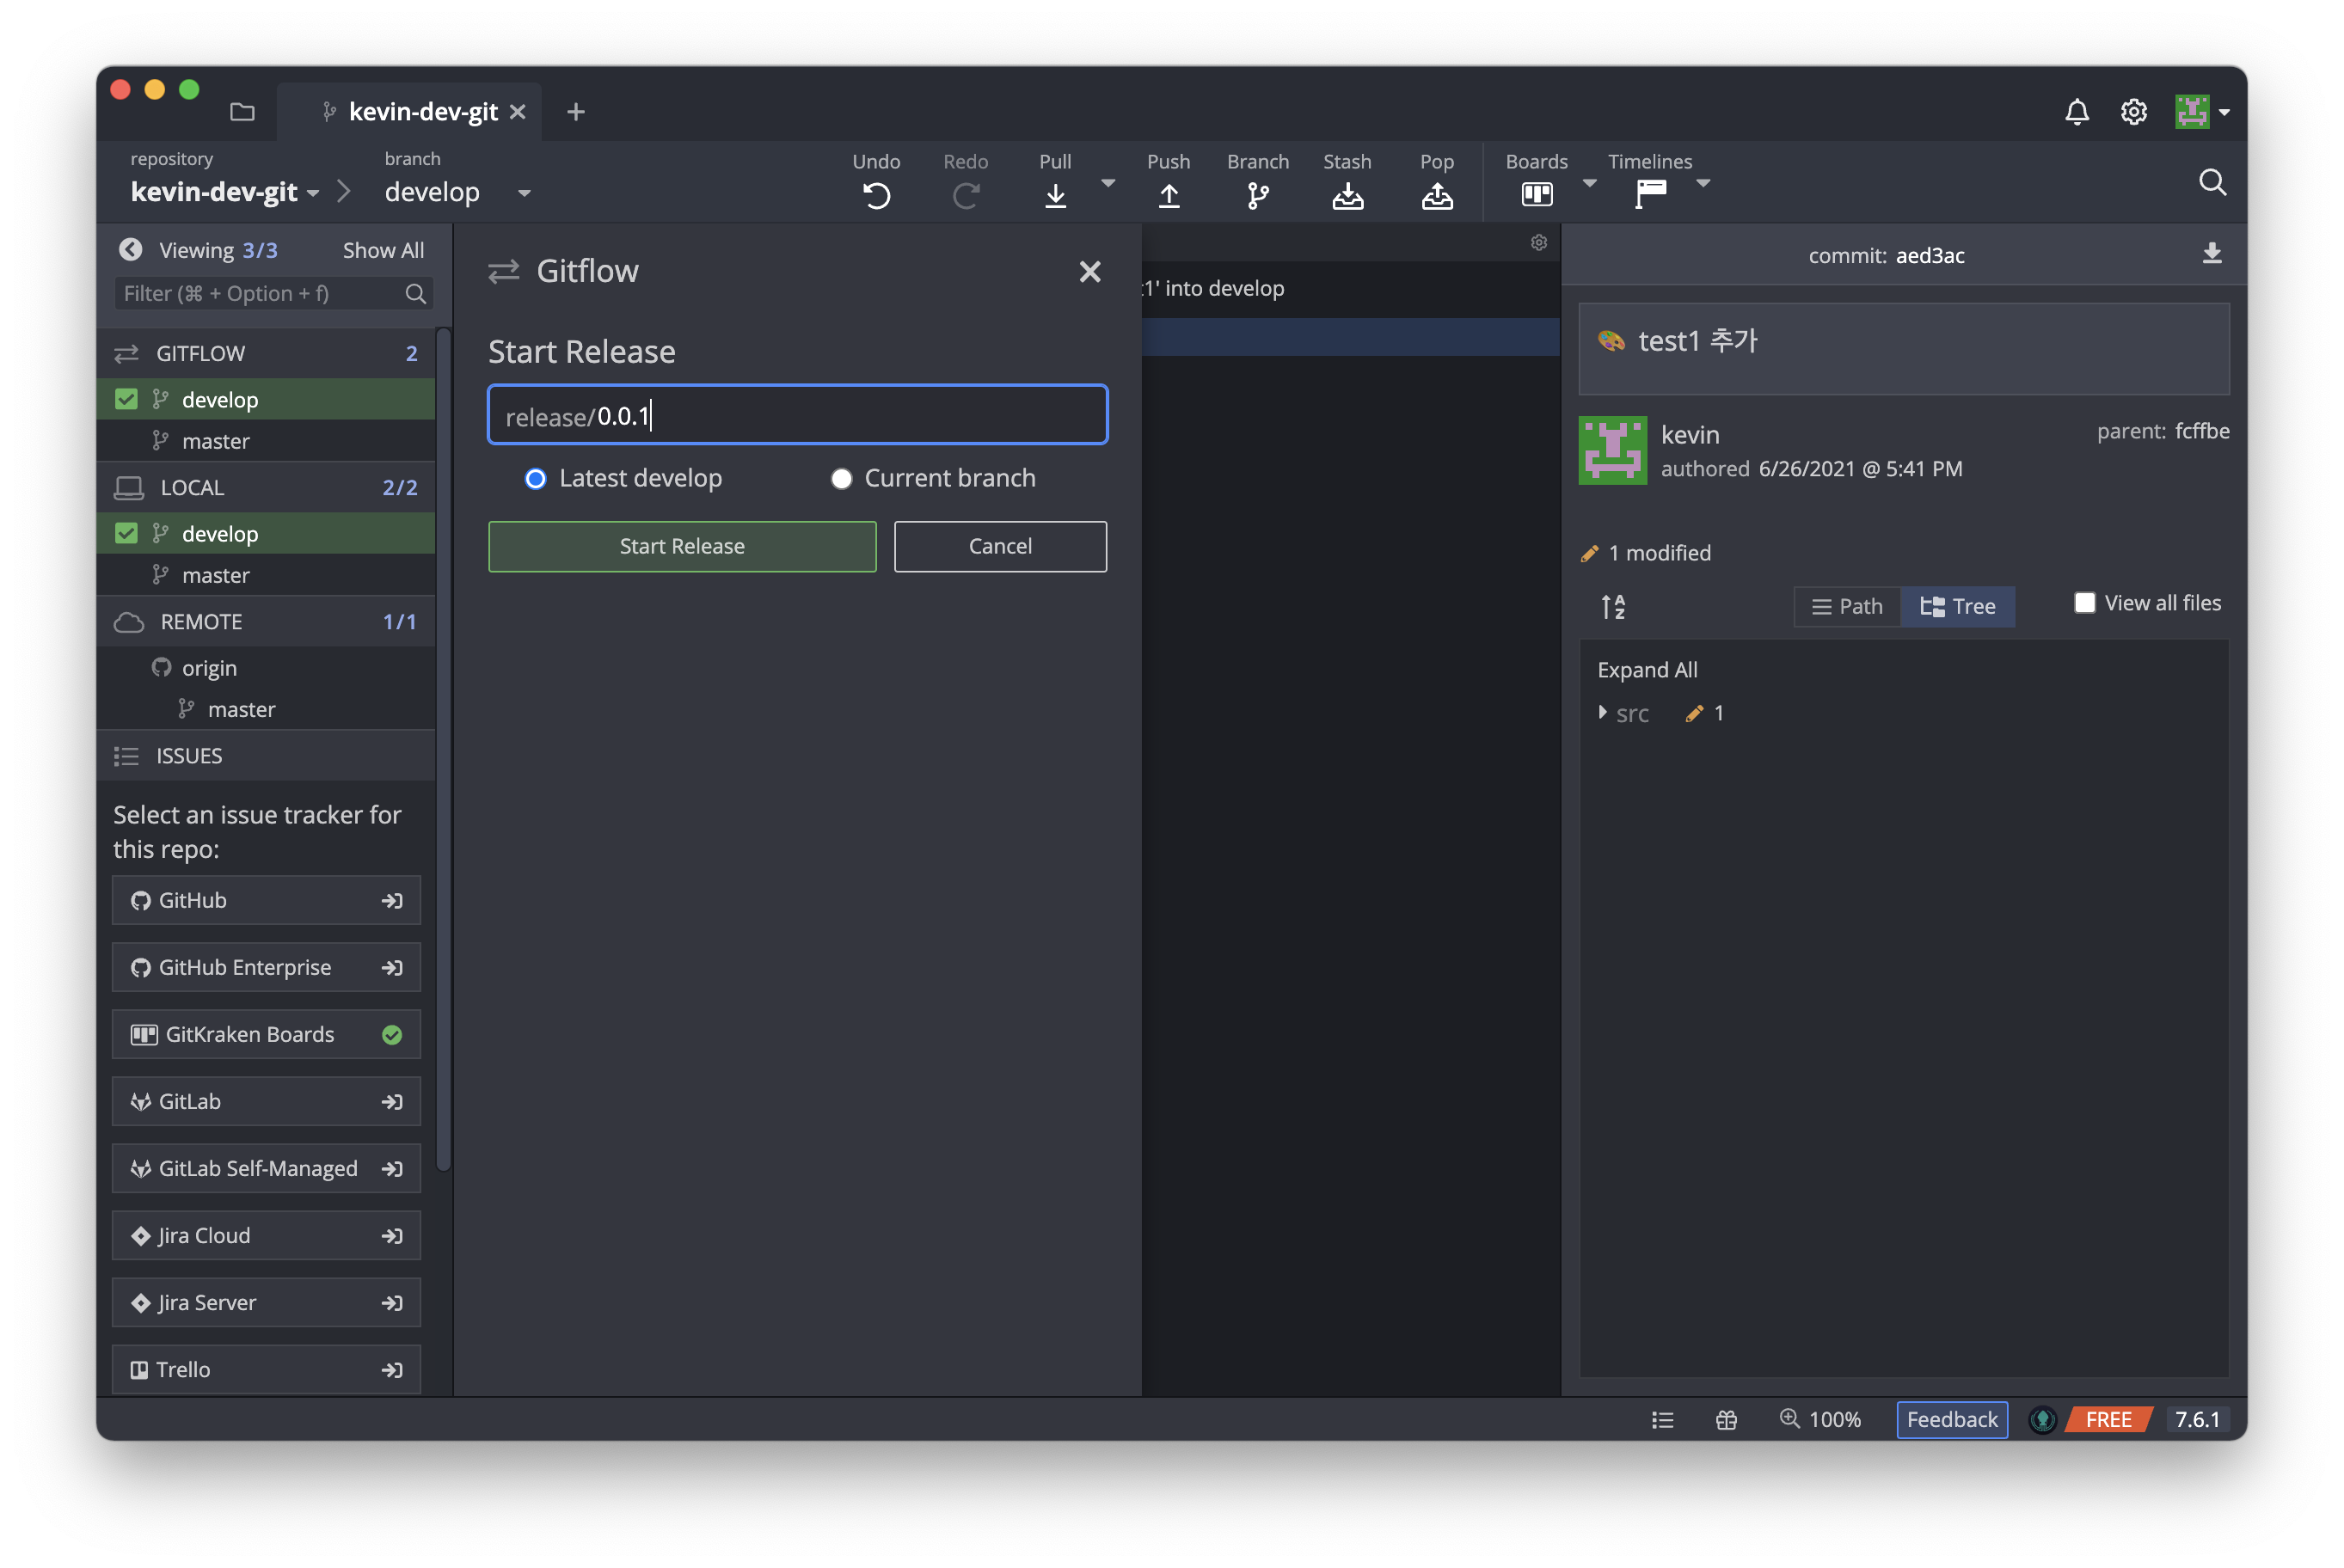 kevin-dev-git
repository
kevin-dev-git
branch
develop
Undo
Redo
Pull
Push
Branch
Stash
Pop
Boards
Timelines
Viewing 3/3
Show All
Filter (⌘ + Option + f)
GITFLOW 2
develop
master
LOCAL 2/2
develop
master
REMOTE 1/1
origin
master
ISSUES
Select an issue tracker for
this repo:
GitHub
GitHub Enterprise
GitKraken Boards
GitLab
GitLab Self-Managed
Jira Cloud
Jira Server
Trello
Gitflow
Start Release
release/0.0.1
Latest develop
Current branch
Start Release
Cancel
1' into develop
commit: aed3ac
test1 추가
kevin
authored 6/26/2021 @ 5:41 PM
parent: fcffbe
1 modified
Path
Tree
View all files
Expand All
src 1
100%
Feedback
FREE
7.6.1